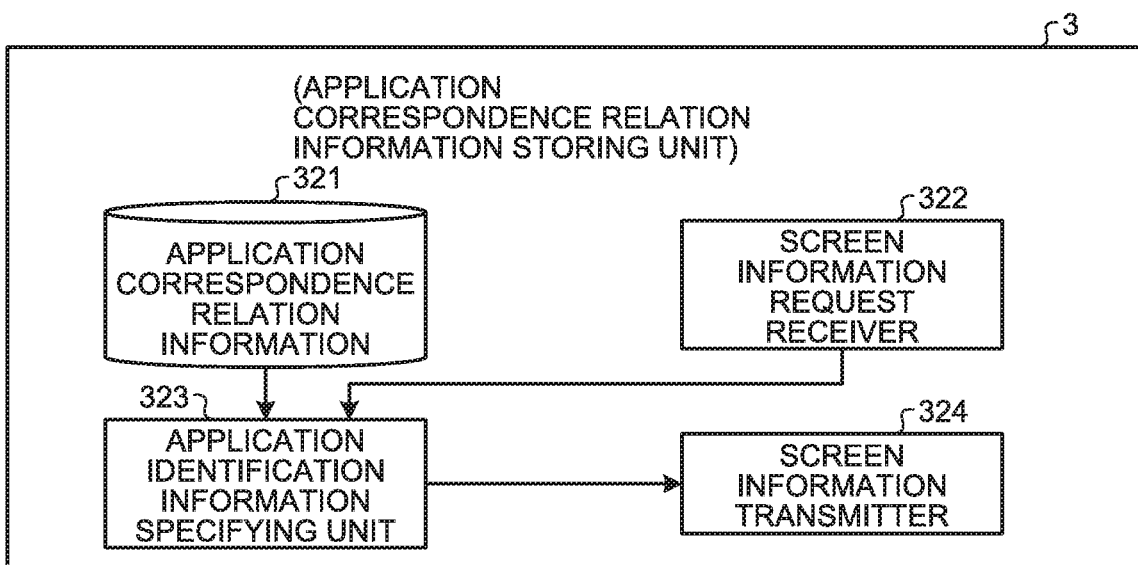 3
(APPLICATION
CORRESPONDENCE RELATION
INFORMATION STORING UNIT)
321
APPLICATION
CORRESPONDENCE
RELATION
INFORMATION
322
SCREEN
INFORMATION
REQUEST
RECEIVER
323
APPLICATION
IDENTIFICATION
INFORMATION
SPECIFYING UNIT
324
SCREEN
INFORMATION
TRANSMITTER